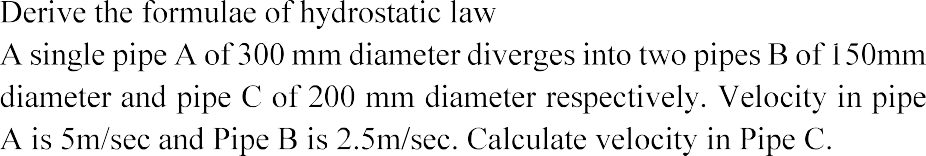 Derive the formulae of hydrostatic law
A single pipe A of 300 mm diameter diverges into two pipes B of 150mm
diameter and pipe C of 200 mm diameter respectively. Velocity in pipe
A is 5m/sec and Pipe B is 2.5m/sec. Calculate velocity in Pipe C.